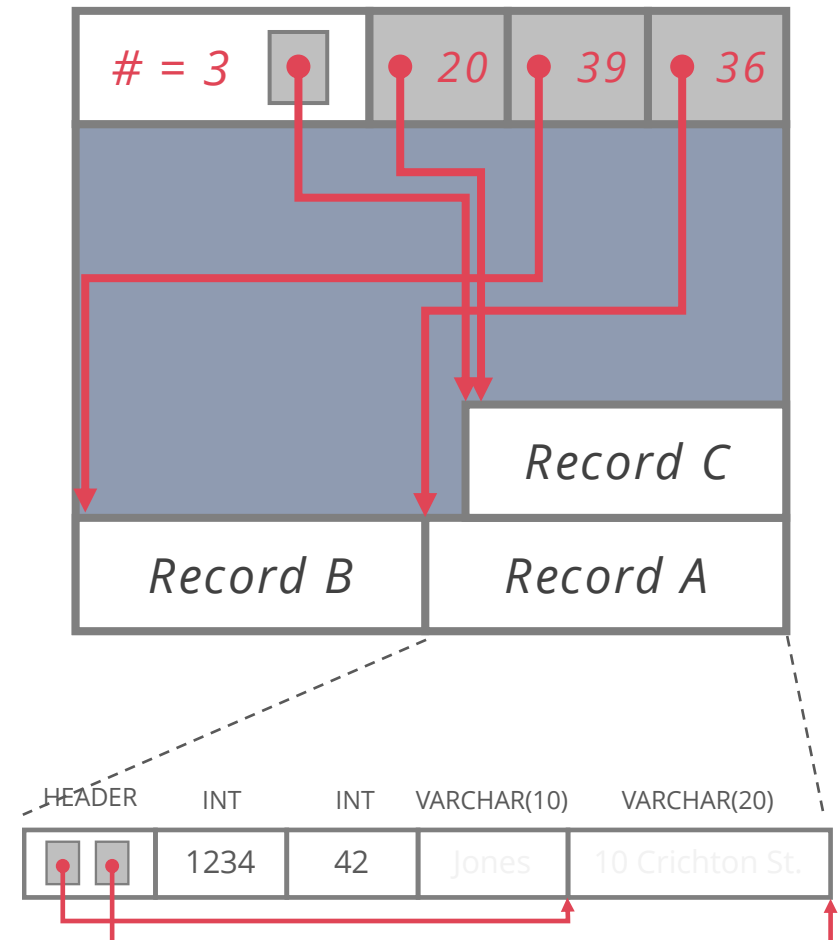 # = 3 20 39 36
Record C
Record B Record A
HEADER INT INT VARCHAR(10) VARCHAR(20)
1234 42 Jones 10 Crichton St.